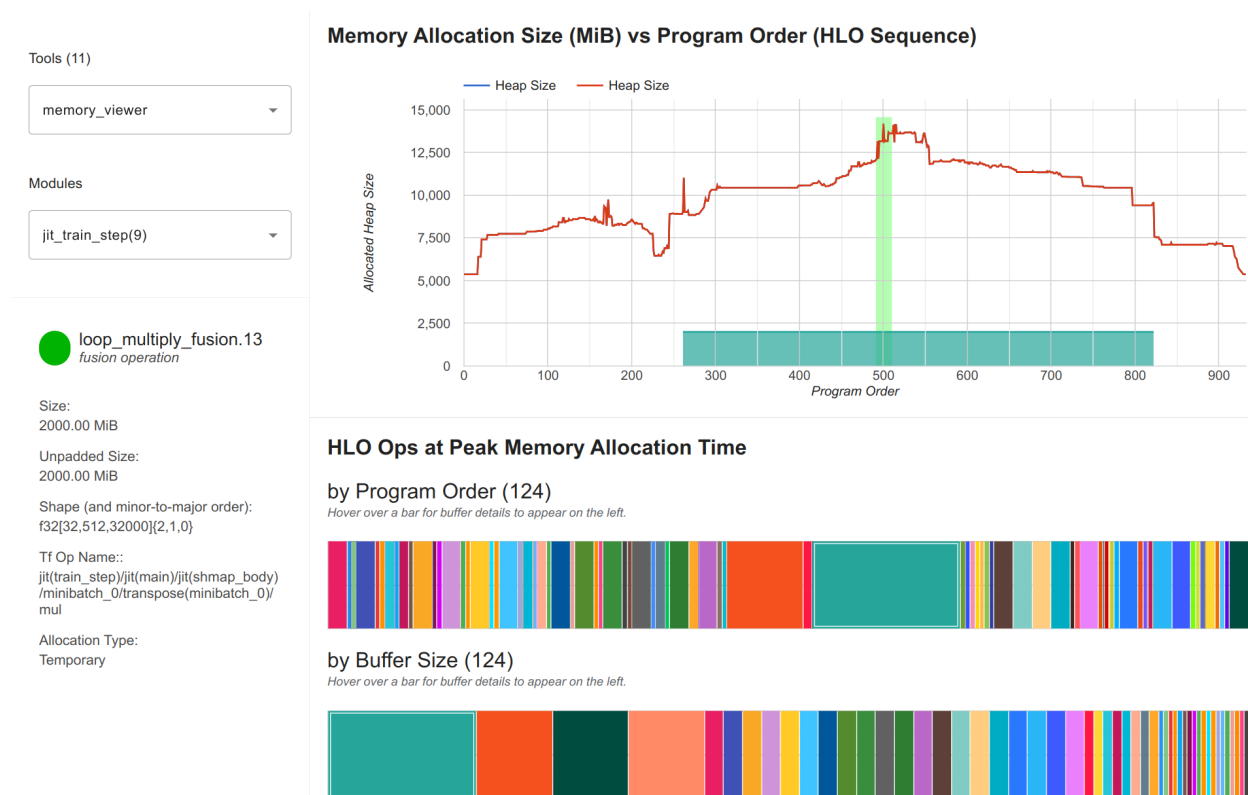 Tools (11)
memory_viewer
Modules
jit_train_step(9)
loop_multiply_fusion.13
fusion operation
Size:
2000.00 MiB
Unpadded Size:
2000.00 MiB
Shape (and minor-to-major order):
f32[32,512,32000]{2,1,0}
Tf Op Name::
jit(train_step)/jit(main)/jit(shmap_body)
/minibatch_0/transpose(minibatch_0)/
mul
Allocation Type:
Temporary
Memory Allocation Size (MiB) vs Program Order (HLO Sequence)
Heap Size Heap Size
15,000
12,500
10,000
7,500
5,000
2,500
0
Allocated Heap Size
0 100 200 300 400 500 600 700 800 900
Program Order
HLO Ops at Peak Memory Allocation Time
by Program Order (124)
Hover over a bar for buffer details to appear on the left.
by Buffer Size (124)
Hover over a bar for buffer details to appear on the left.